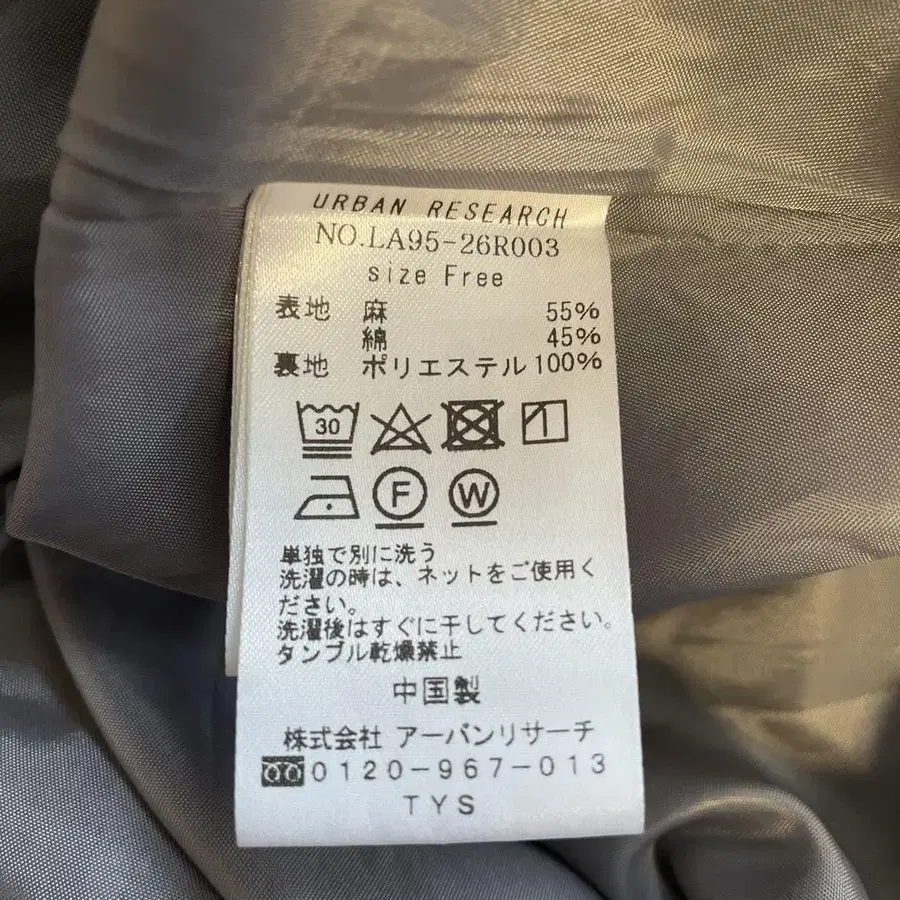 URBAN RESEARCH
NO.LA95-26R003
size Free
表地 麻 55%
綿 45%
裏地 ポリエステル 100%
30
F W
単独で別に洗う
洗濯の時は、ネットをご使用く
ださい。
洗濯後はすぐに干してください。
タンブル乾燥禁止
中国製
株式会社 アーバンリサーチ
0120-967-013
TYS